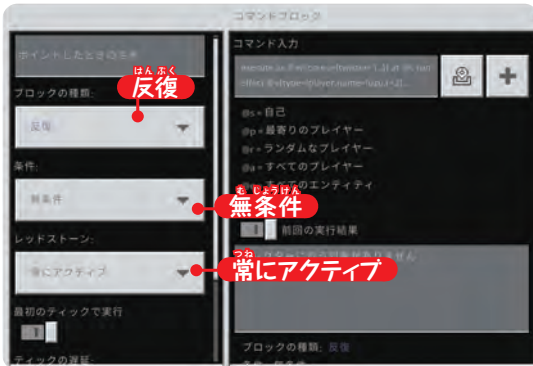 コマンドブロック
ポイントしたときの名前
ブロックの種類:
はんぷく
反復
反復
条件:
無条件
むじょうけん
無条件
レッドストーン:
常にアクティブ
つね
常にアクティブ
最初のティックで実行
ティックの遅延:
コマンド入力
@s = 自己
@p = 最寄りのプレイヤー
@r = ランダムなプレイヤー
@a = すべてのプレイヤー
すべてのエンティティ
前回の実行結果
ブロックの種類: 反復